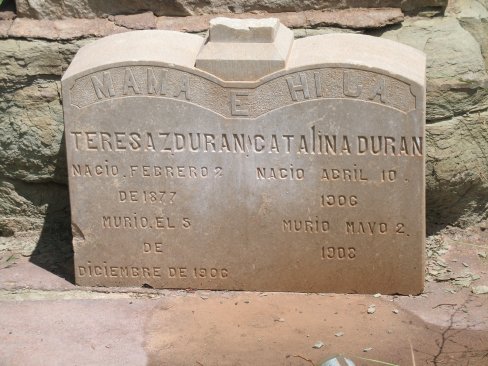 MAMA E HIJA
TERESA Z DURAN
NACIO, FEBRERO 2
DE 1877
MURIO, EL 5
DE
DICIEMBRE DE 1906
CATALINA DURAN
NACIO ABRIL 10.
1906
MURIO MAYO 2.
1908